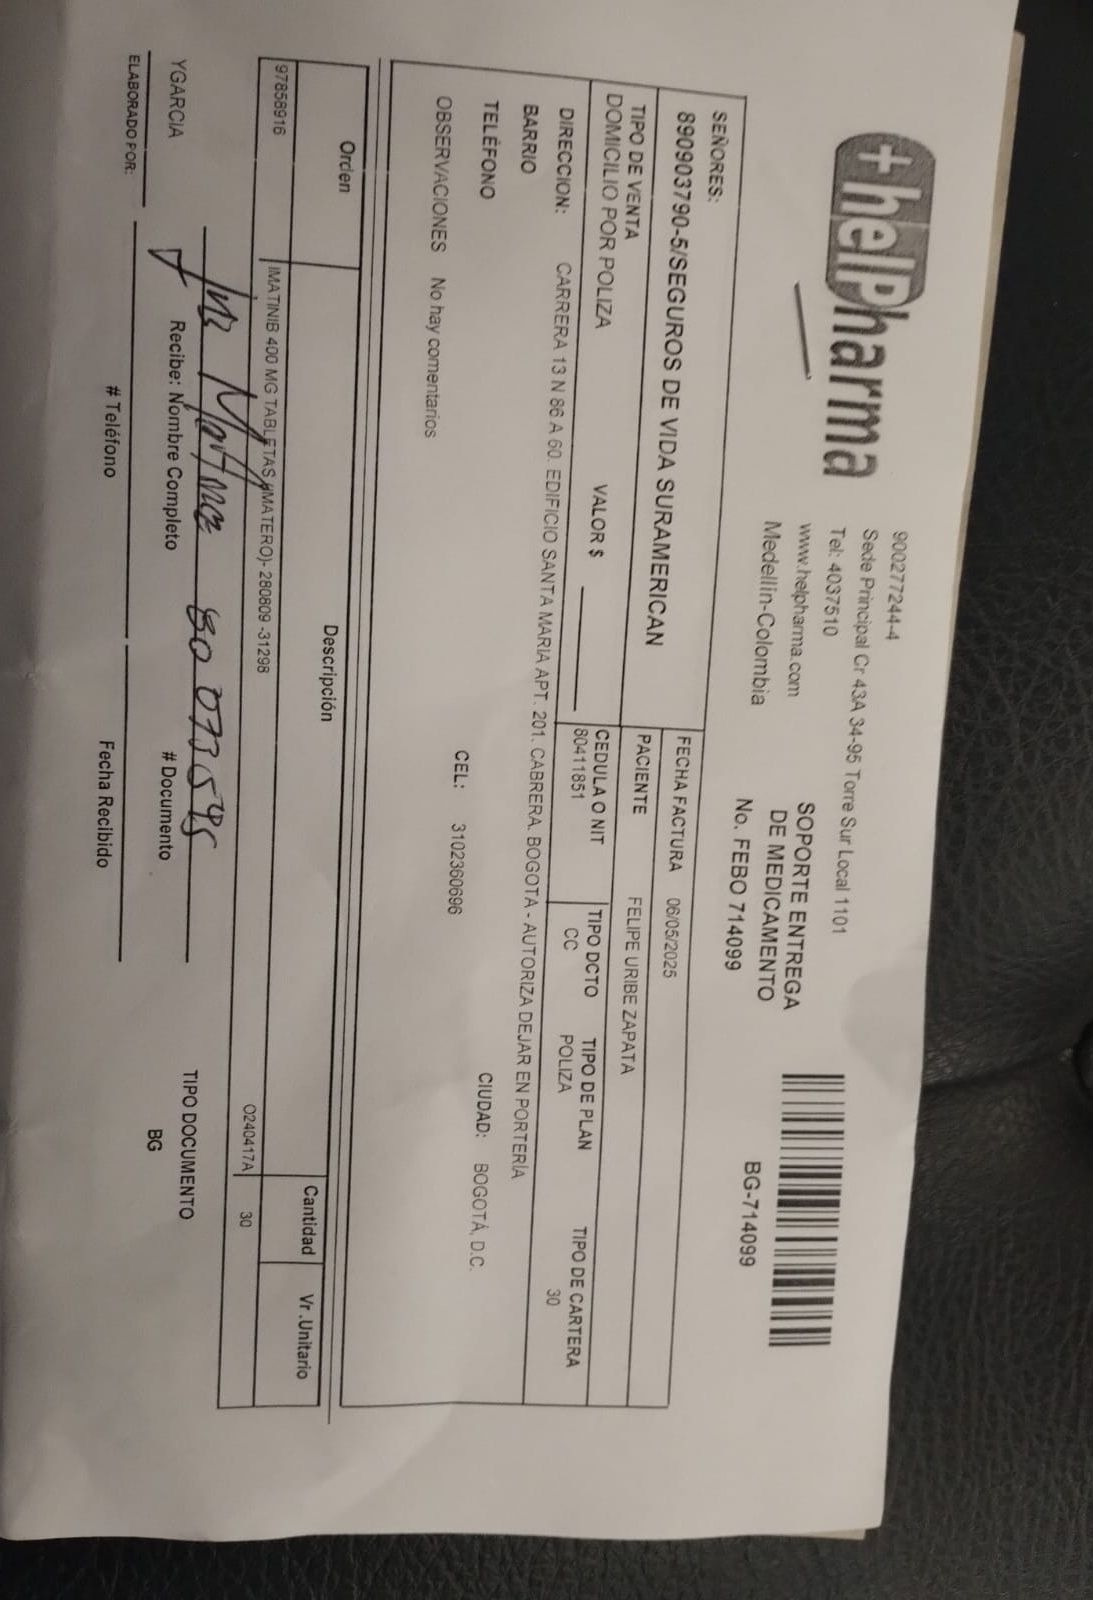 +helPharma
900277244-4
Sede Principal Cr 43A 34-95 Torre Sur Local 1101
Tel: 4037510
www.helpharma.com
Medellin-Colombia
SOPORTE ENTREGA
DE MEDICAMENTO
No. FEBO 714099
BG-714099
SEÑORES:
890903790-5/SEGUROS DE VIDA SURAMERICAN
FECHA FACTURA 06/05/2025
PACIENTE FELIPE URIBE ZAPATA
TIPO DE VENTA
DOMICILIO POR POLIZA
VALOR $
CEDULA O NIT
80411851
TIPO DCTO
CC
TIPO DE PLAN
POLIZA
TIPO DE CARTERA
30
DIRECCION: CARRERA 13 N 86 A 60. EDIFICIO SANTA MARIA APT. 201. CABRERA. BOGOTA - AUTORIZA DEJAR EN PORTERIA
BARRIO
TELÉFONO CEL: 3102360696 CIUDAD: BOGOTÁ, D.C.
OBSERVACIONES No hay comentarios
Orden Descripción Cantidad Vr.Unitario
97858916 IMATINIB 400 MG TABLETAS (IMATERO)- 280809 -31298 O240417A 30
80 073545
YGARCIA Recibe: Nombre Completo # Documento TIPO DOCUMENTO
BG
ELABORADO POR: # Teléfono Fecha Recibido